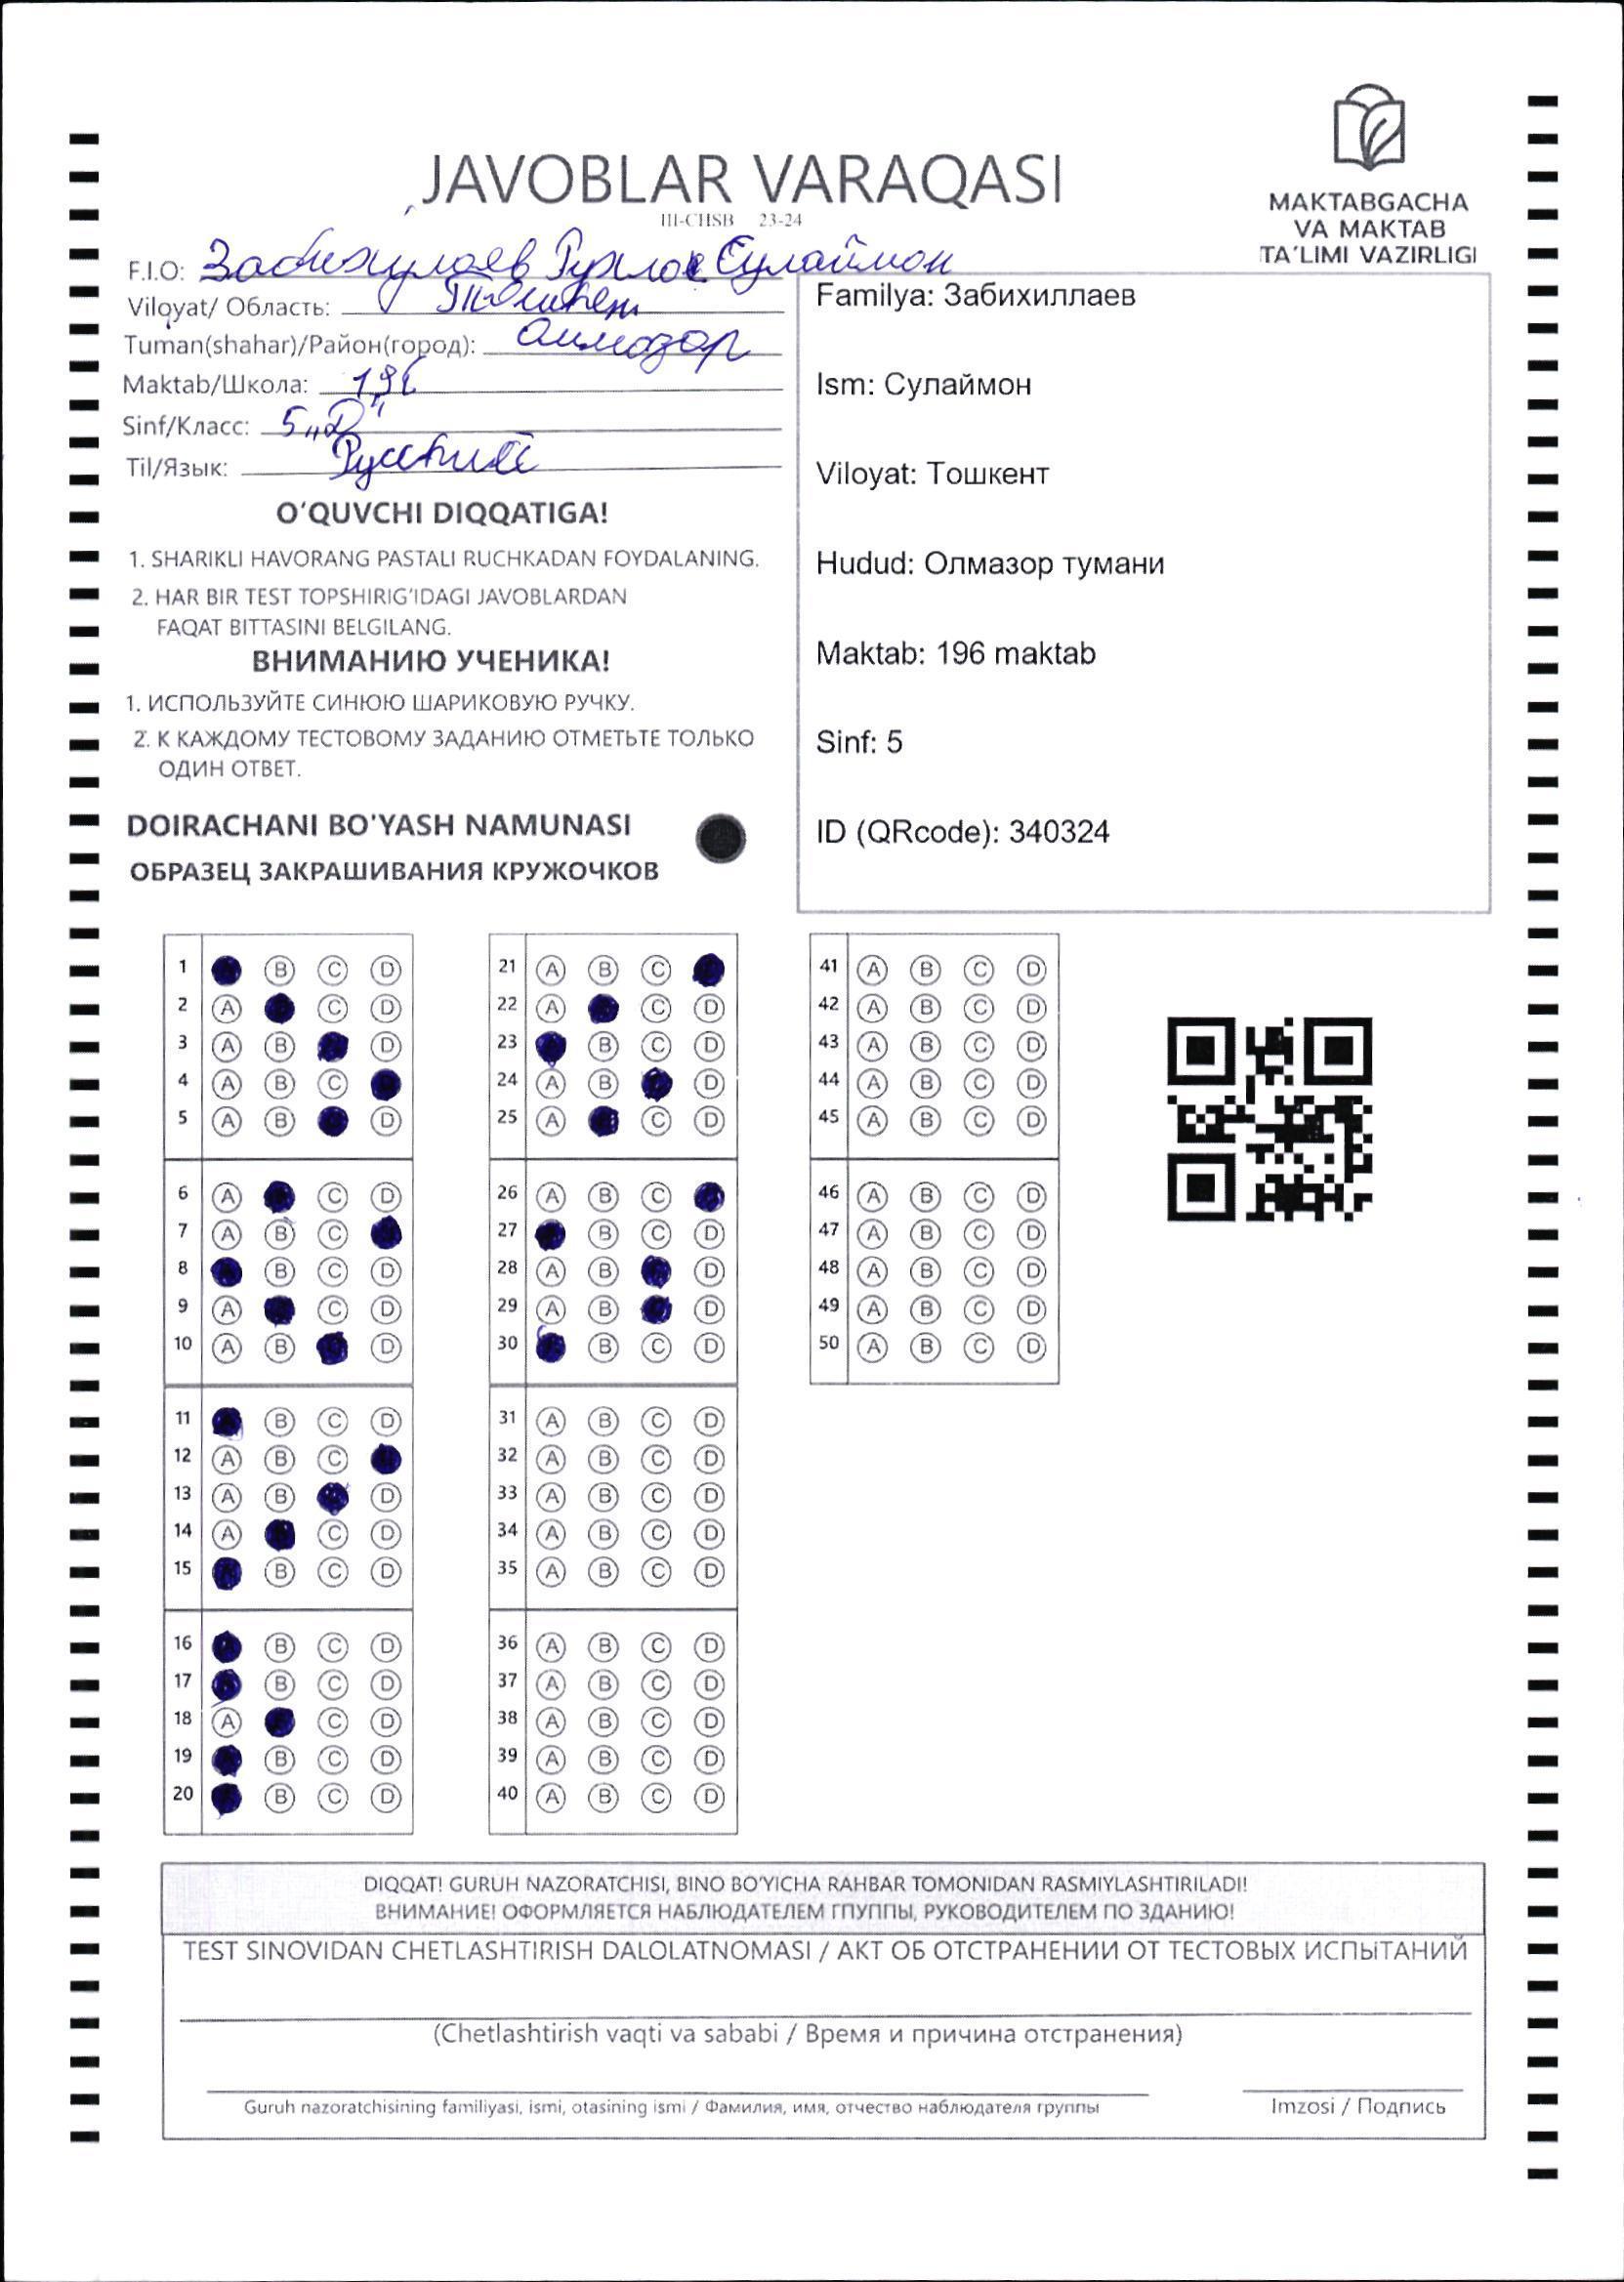 JAVOBLAR VARAQASI
III-CHSB 23-24
MAKTABGACHA
VA MAKTAB
TA'LIMI VAZIRLIGI
F.I.O: Сулаймон
Viloyat/ Область:
Tuman(shahar)/Район(город): Олмазор
Maktab/Школа: 196
Sinf/Класс: 5 „D"
Til/Язык: Русский
O'QUVCHI DIQQATIGA!
1. SHARIKLI HAVORANG PASTALI RUCHKADAN FOYDALANING.
2. HAR BIR TEST TOPSHIRIG'IDAGI JAVOBLARDAN
FAQAT BITTASINI BELGILANG.
ВНИМАНИЮ УЧЕНИКА!
1. ИСПОЛЬЗУЙТЕ СИНЮЮ ШАРИКОВУЮ РУЧКУ.
2. К КАЖДОМУ ТЕСТОВОМУ ЗАДАНИЮ ОТМЕТЬТЕ ТОЛЬКО
ОДИН ОТВЕТ.
DOIRACHANI BO'YASH NAMUNASI
ОБРАЗЕЦ ЗАКРАШИВАНИЯ КРУЖОЧКОВ
Familya: Забихиллаев
Ism: Сулаймон
Viloyat: Тошкент
Hudud: Олмазор тумани
Maktab: 196 maktab
Sinf: 5
ID (QRcode): 340324
1 B C D
2 A C D
3 A B D
4 A B C
5 A B D
6 A C D
7 A B C
8 B C D
9 A C D
10 A B D
11 B C D
12 A B C
13 A B D
14 A C D
15 B C D
16 B C D
17 B C D
18 A C D
19 B C D
20 B C D
21 A B C
22 A C D
23 B C D
24 A B D
25 A C D
26 A B C
27 B C D
28 A B D
29 A B D
30 B C D
31 A B C D
32 A B C D
33 A B C D
34 A B C D
35 A B C D
36 A B C D
37 A B C D
38 A B C D
39 A B C D
40 A B C D
41 A B C D
42 A B C D
43 A B C D
44 A B C D
45 A B C D
46 A B C D
47 A B C D
48 A B C D
49 A B C D
50 A B C D
DIQQAT! GURUH NAZORATCHISI, BINO BO'YICHA RAHBAR TOMONIDAN RASMIYLASHTIRILADI!
ВНИМАНИЕ! ОФОРМЛЯЕТСЯ НАБЛЮДАТЕЛЕМ ГПУППЫ, РУКОВОДИТЕЛЕМ ПО ЗДАНИЮ!
TEST SINOVIDAN CHETLASHTIRISH DALOLATNOMASI / АКТ ОБ ОТСТРАНЕНИИ ОТ ТЕСТОВЫХ ИСПЫТАНИЙ
(Chetlashtirish vaqti va sababi / Время и причина отстранения)
Guruh nazoratchisining familiyasi, ismi, otasining ismi / Фамилия, имя, отчество наблюдателя группы
Imzosi / Подпись